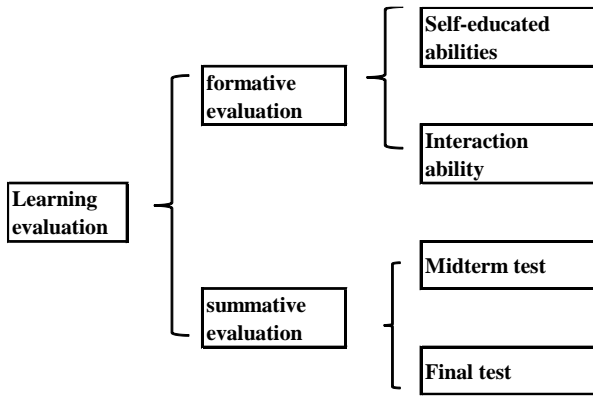 Self-educated
abilities
formative
evaluation
Interaction
ability
Learning
evaluation
Midterm test
summative
evaluation
Final test